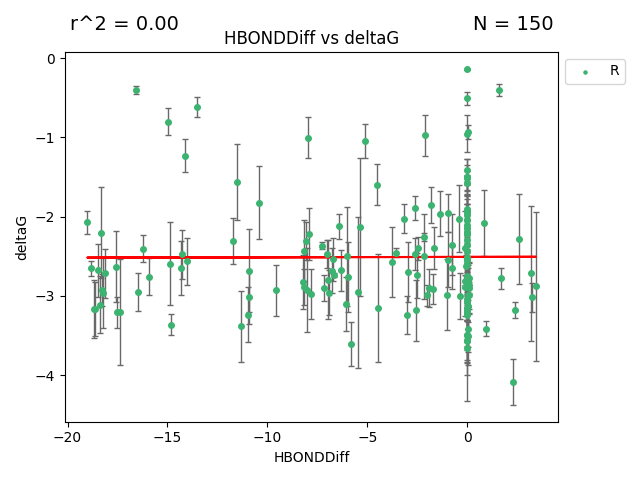 r^2 = 0.00
N = 150
HBONDDiff vs deltaG
R
deltaG
0
−1
−2
−3
−4
−20
−15
−10
−5
0
HBONDDiff